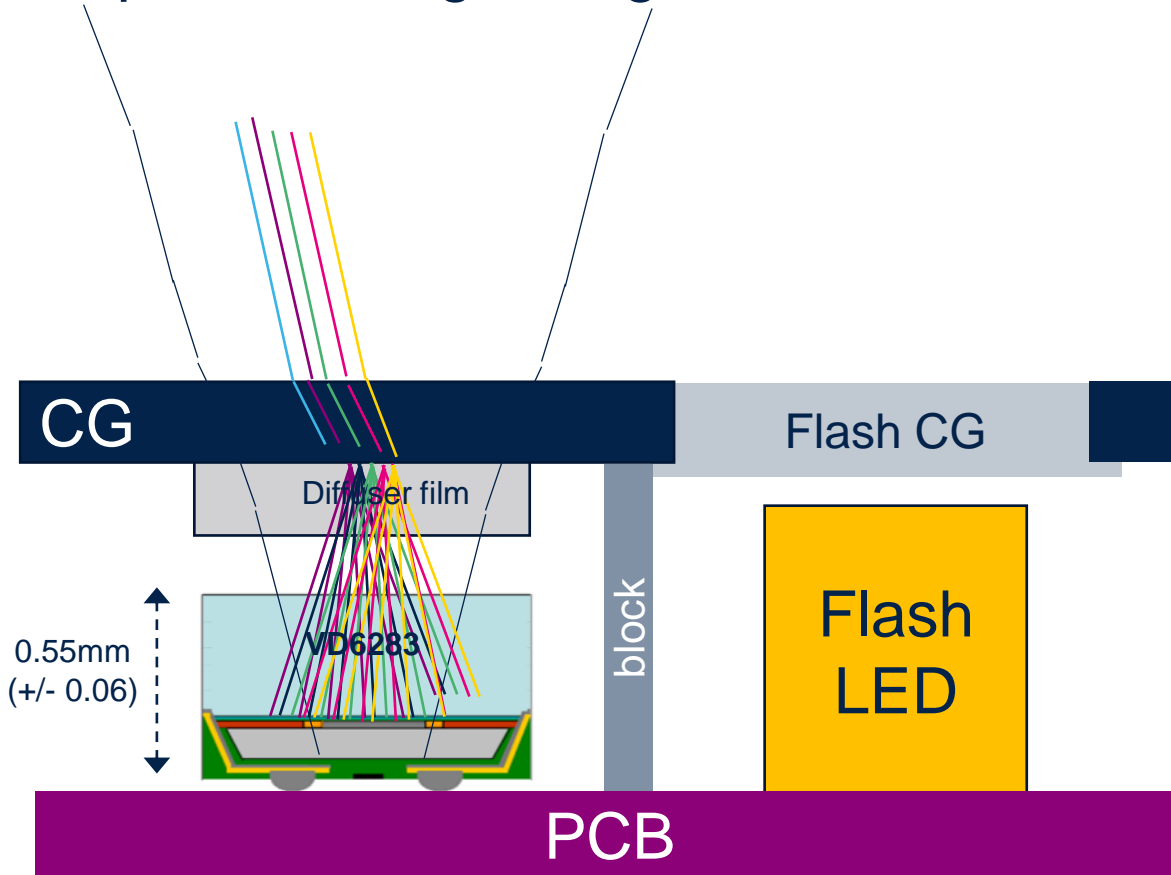 CG
Flash CG
Diffuser film
0.55mm
(+/- 0.06)
VD6283
block
Flash
LED
PCB